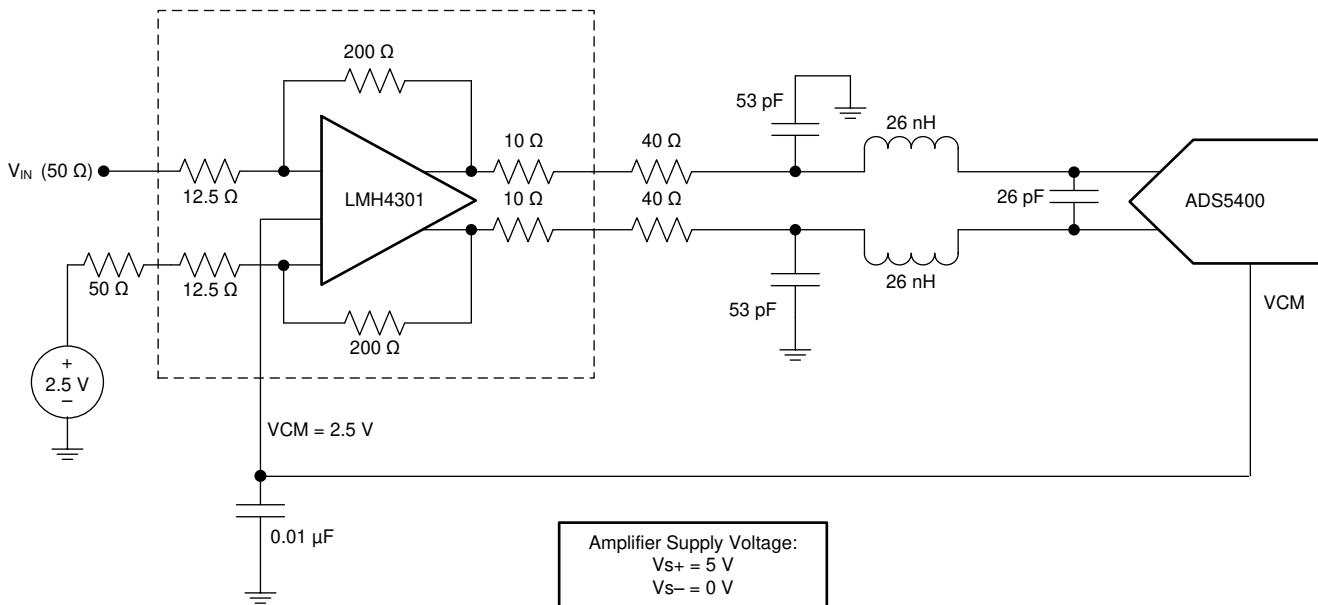 200 Ω
53 pF
26 nH
10 Ω
40 Ω
V_IN (50 Ω)
12.5 Ω
LMH4301
10 Ω
40 Ω
26 pF
ADS5400
50 Ω
12.5 Ω
53 pF
26 nH
VCM
200 Ω
+
2.5 V
–
VCM = 2.5 V
0.01 µF
Amplifier Supply Voltage:
Vs+ = 5 V
Vs– = 0 V